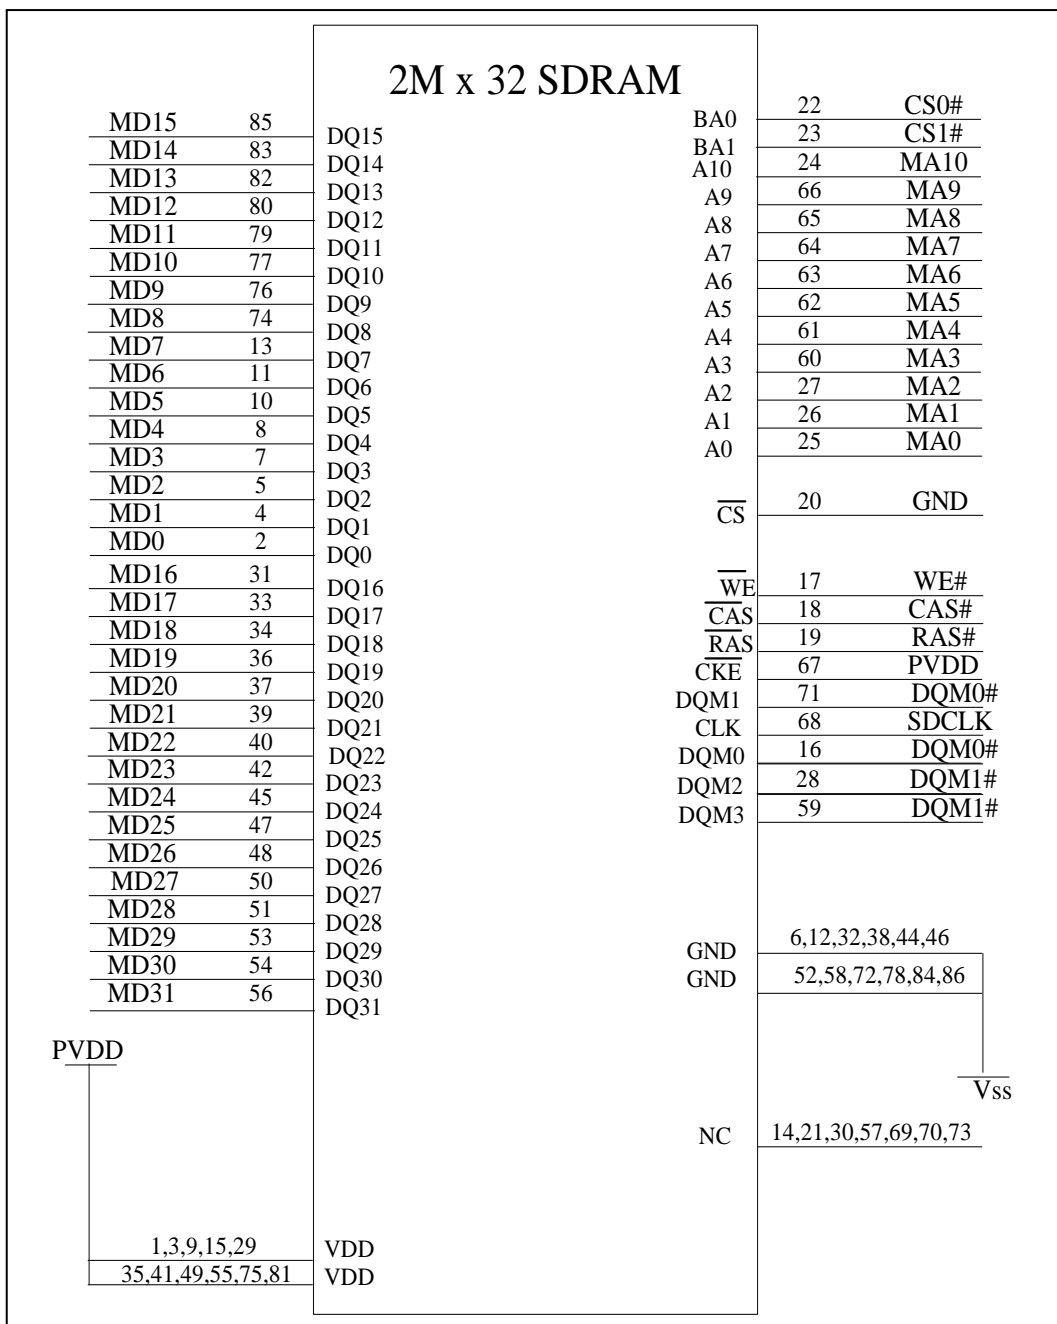 2M x 32 SDRAM
MD15 85 DQ15
MD14 83 DQ14
MD13 82 DQ13
MD12 80 DQ12
MD11 79 DQ11
MD10 77 DQ10
MD9 76 DQ9
MD8 74 DQ8
MD7 13 DQ7
MD6 11 DQ6
MD5 10 DQ5
MD4 8 DQ4
MD3 7 DQ3
MD2 5 DQ2
MD1 4 DQ1
MD0 2 DQ0
MD16 31 DQ16
MD17 33 DQ17
MD18 34 DQ18
MD19 36 DQ19
MD20 37 DQ20
MD21 39 DQ21
MD22 40 DQ22
MD23 42 DQ23
MD24 45 DQ24
MD25 47 DQ25
MD26 48 DQ26
MD27 50 DQ27
MD28 51 DQ28
MD29 53 DQ29
MD30 54 DQ30
MD31 56 DQ31
PVDD
1,3,9,15,29 VDD
35,41,49,55,75,81 VDD
BA0 22 CS0#
BA1 23 CS1#
A10 24 MA10
A9 66 MA9
A8 65 MA8
A7 64 MA7
A6 63 MA6
A5 62 MA5
A4 61 MA4
A3 60 MA3
A2 27 MA2
A1 26 MA1
A0 25 MA0
CS 20 GND
WE 17 WE#
CAS 18 CAS#
RAS 19 RAS#
CKE 67 PVDD
DQM1 71 DQM0#
CLK 68 SDCLK
DQM0 16 DQM0#
DQM2 28 DQM1#
DQM3 59 DQM1#
GND 6,12,32,38,44,46
GND 52,58,72,78,84,86
Vss
NC 14,21,30,57,69,70,73